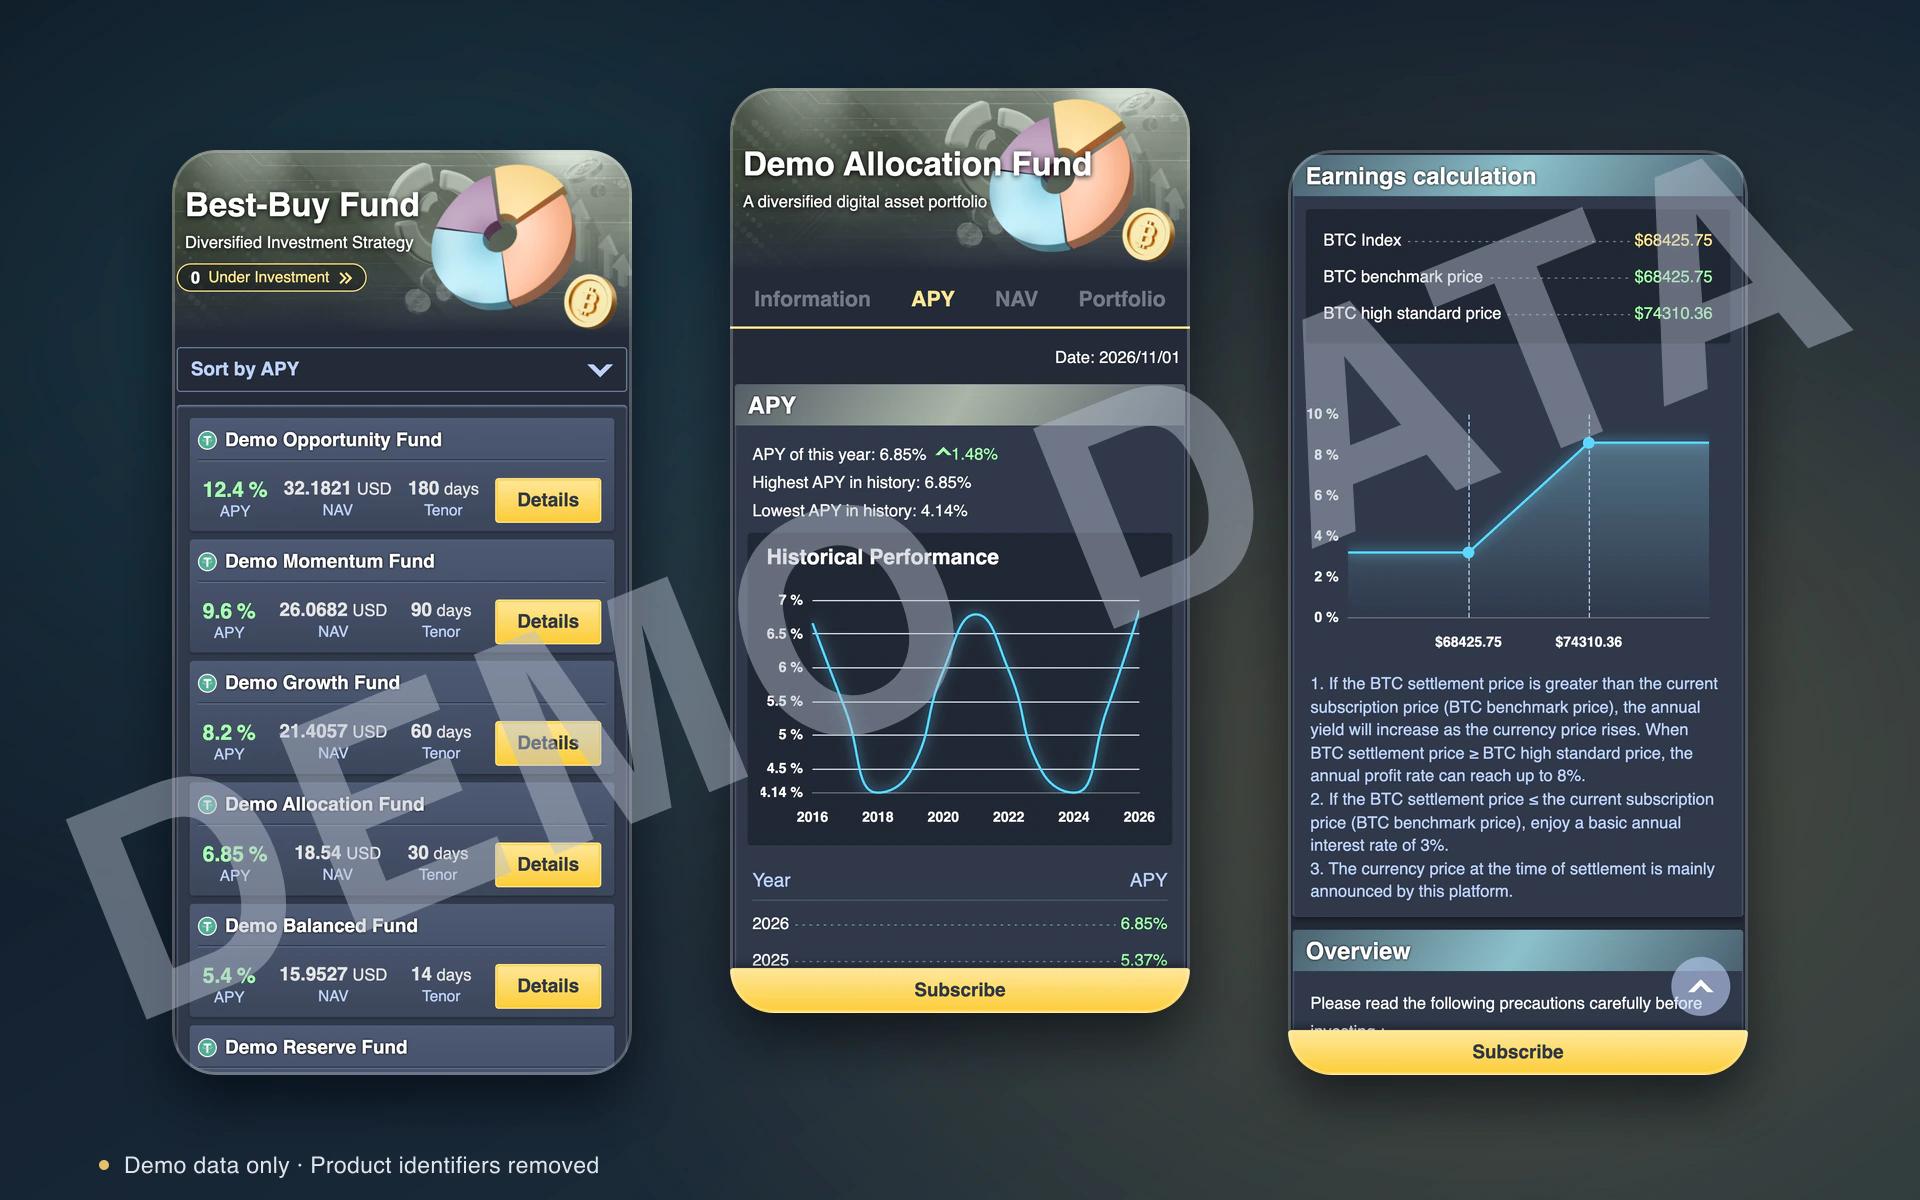 Best-Buy Fund
Diversified Investment Strategy
0 Under Investment
Sort by APY
Demo Opportunity Fund
12.4 % 32.1821 USD 180 days Details
APY NAV Tenor
Demo Momentum Fund
9.6 % 26.0682 USD 90 days Details
APY NAV Tenor
Demo Growth Fund
8.2 % 21.4057 USD 60 days Details
APY NAV Tenor
Demo Allocation Fund
6.85 % 18.54 USD 30 days Details
APY NAV Tenor
Demo Balanced Fund
5.4 % 15.9527 USD 14 days Details
APY NAV Tenor
Demo Reserve Fund
Demo Allocation Fund
A diversified digital asset portfolio
Information APY NAV Portfolio
Date: 2026/11/01
APY
APY of this year: 6.85% 1.48%
Highest APY in history: 6.85%
Lowest APY in history: 4.14%
Historical Performance
7 %
6.5 %
6 %
5.5 %
5 %
4.5 %
4.14 %
2016 2018 2020 2022 2024 2026
Year APY
2026 6.85%
2025 5.37%
Subscribe
Earnings calculation
BTC Index $68425.75
BTC benchmark price $68425.75
BTC high standard price $74310.36
10 %
8 %
6 %
4 %
2 %
0 %
$68425.75 $74310.36
1. If the BTC settlement price is greater than the current
subscription price (BTC benchmark price), the annual
yield will increase as the currency price rises. When
BTC settlement price ≥ BTC high standard price, the
annual profit rate can reach up to 8%.
2. If the BTC settlement price ≤ the current subscription
price (BTC benchmark price), enjoy a basic annual
interest rate of 3%.
3. The currency price at the time of settlement is mainly
announced by this platform.
Overview
Please read the following precautions carefully before
Subscribe
DEMO DATA
Demo data only · Product identifiers removed